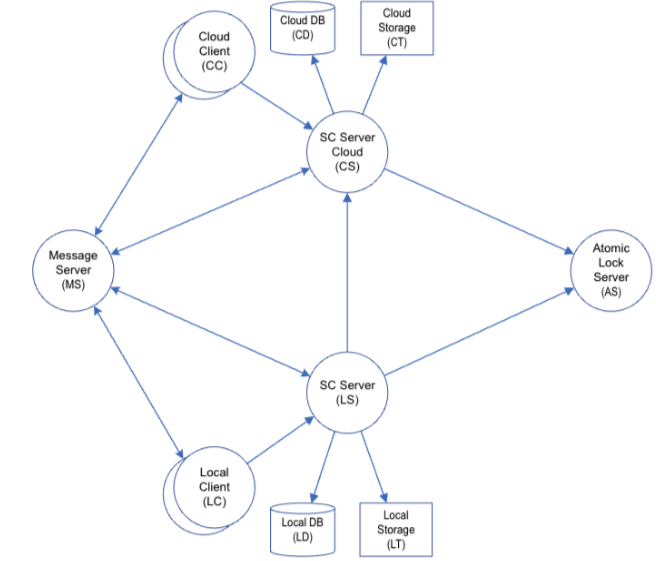 Cloud
Client
(CC)
Cloud DB
(CD)
Cloud
Storage
(CT)
SC Server
Cloud
(CS)
Message
Server
(MS)
Atomic
Lock
Server
(AS)
SC Server
(LS)
Local
Client
(LC)
Local DB
(LD)
Local
Storage
(LT)